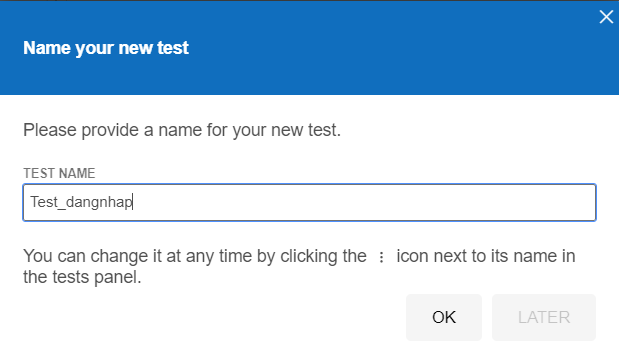 Name your new test
Please provide a name for your new test.
TEST NAME
Test_dangnhap
You can change it at any time by clicking the ⋮ icon next to its name in
the tests panel.
OK LATER